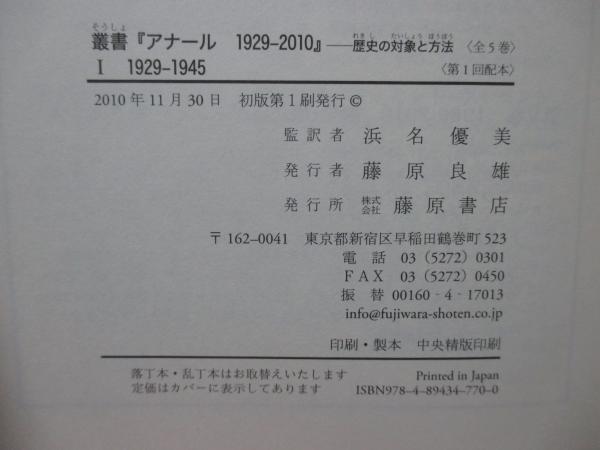 そうしょ
叢書『アナール 1929–2010』——歴史の対象と方法 〈全5巻〉
れきし たいしょう ほうほう
I 1929–1945 〈第1回配本〉
2010年11月30日 初版第1刷発行©
監訳者 浜名優美
発行者 藤原良雄
発行所 株式会社 藤原書店
〒162–0041 東京都新宿区早稲田鶴巻町523
電話 03（5272）0301
FAX 03（5272）0450
振替 00160‐4‐17013
info@fujiwara-shoten.co.jp
印刷・製本 中央精版印刷
落丁本・乱丁本はお取替えいたします Printed in Japan
定価はカバーに表示してあります ISBN978–4–89434–770–0